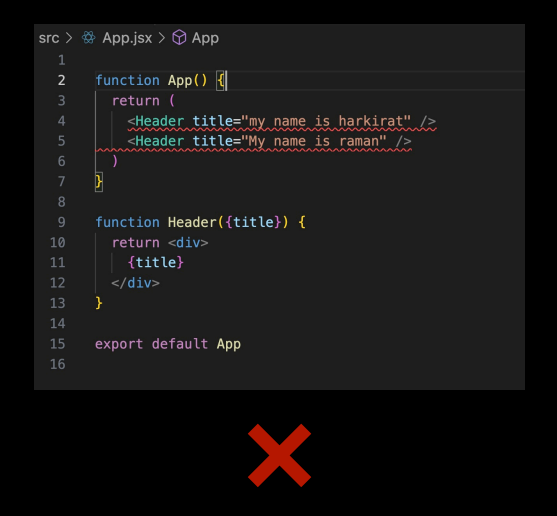 src > App.jsx > App
1
2 function App() {
3 return (
4 <Header title="my name is harkirat" />
5 <Header title="My name is raman" />
6 )
7 }
8
9 function Header({title}) {
10 return <div>
11 {title}
12 </div>
13 }
14
15 export default App
16